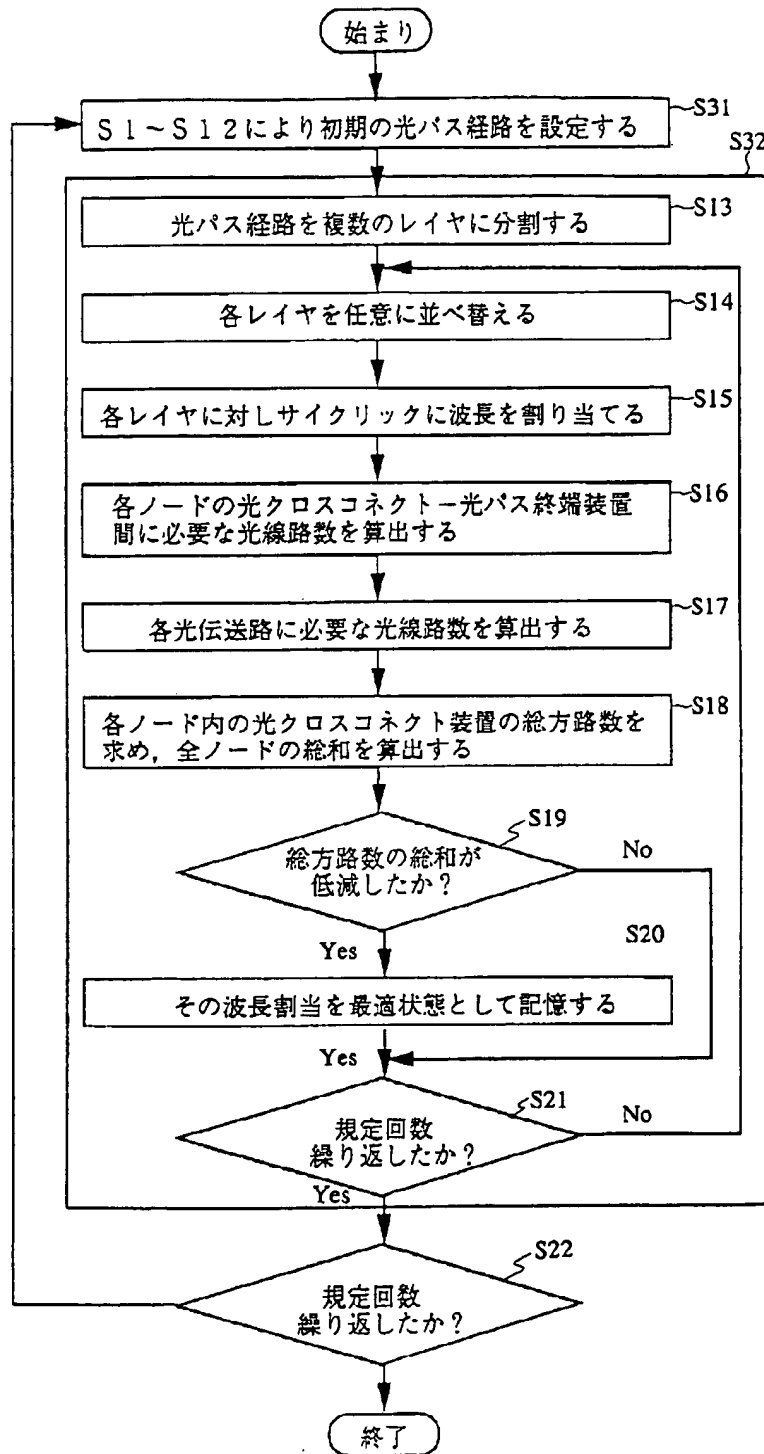 始まり
S1～S12により初期の光パス経路を設定する
S31
S32
光パス経路を複数のレイヤに分割する
S13
各レイヤを任意に並べ替える
S14
各レイヤに対しサイクリックに波長を割り当てる
S15
各ノードの光クロスコネクトー光パス終端装置
間に必要な光線路数を算出する
S16
各光伝送路に必要な光線路数を算出する
S17
各ノード内の光クロスコネクト装置の総方路数を
求め，全ノードの総和を算出する
S18
S19
総方路数の総和が
低減したか？
No
Yes
S20
その波長割当を最適状態として記憶する
Yes
S21
規定回数
繰り返したか？
No
Yes
S22
規定回数
繰り返したか？
終了